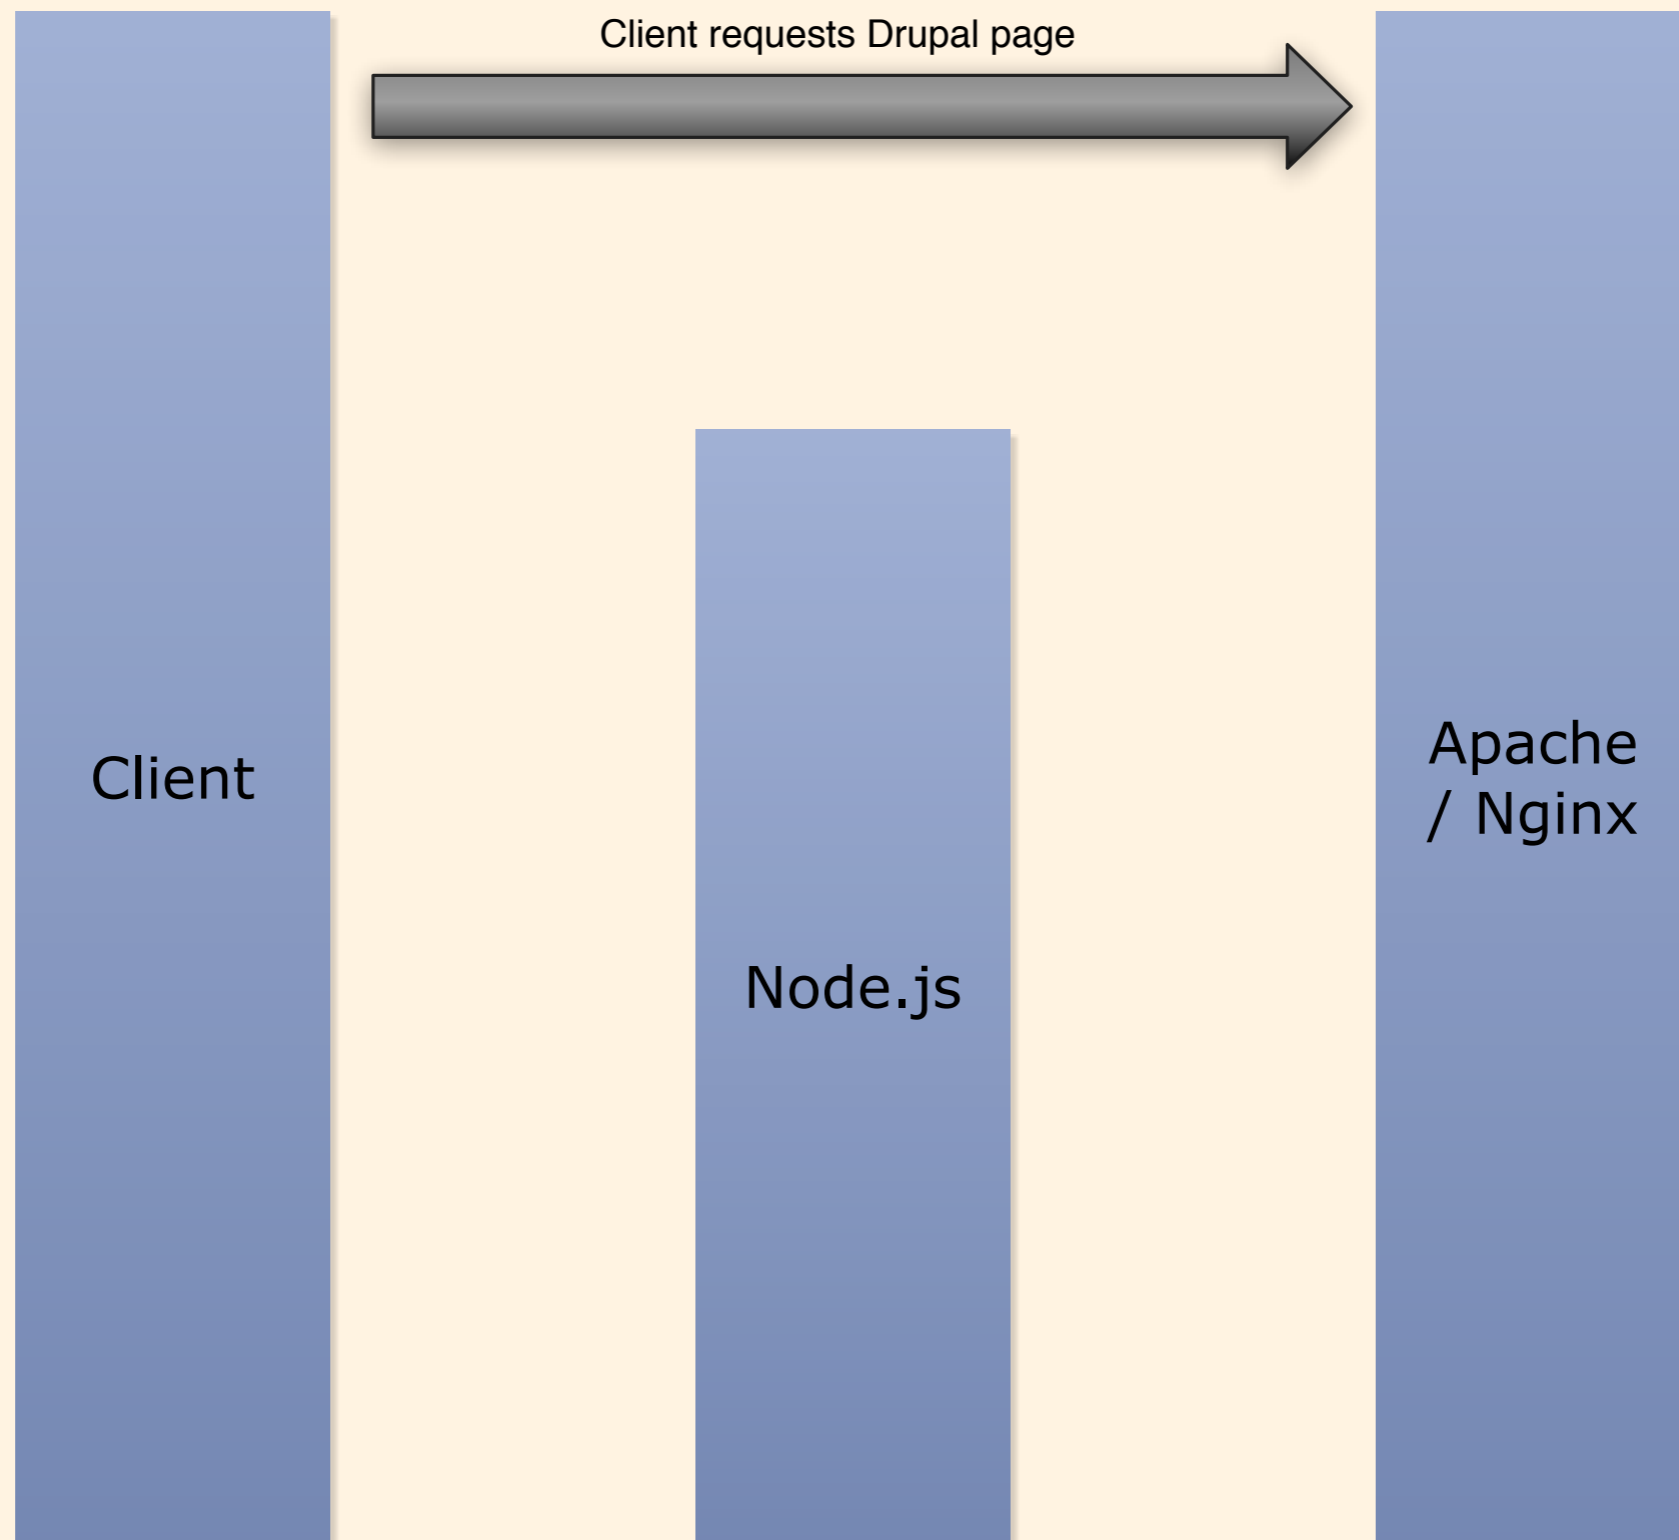 Client requests Drupal page
Client
Apache
/ Nginx
Node.js